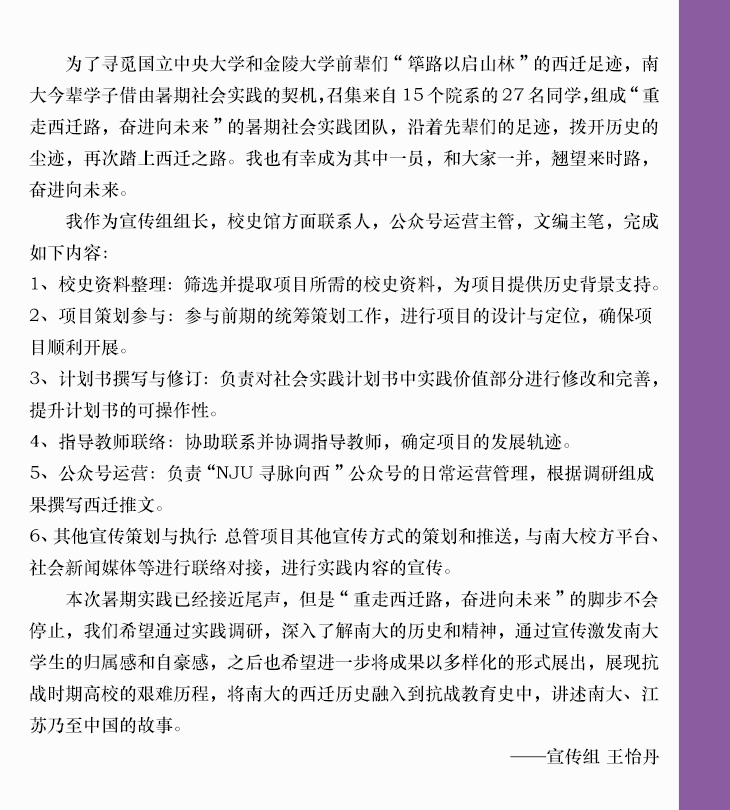 为了寻觅国立中央大学和金陵大学前辈们“筚路以启山林”的西迁足迹，南
大今辈学子借由暑期社会实践的契机，召集来自15个院系的27名同学，组成“重
走西迁路，奋进向未来”的暑期社会实践团队，沿着先辈们的足迹，拨开历史的
尘迹，再次踏上西迁之路。我也有幸成为其中一员，和大家一并，翘望来时路，
奋进向未来。
我作为宣传组组长，校史馆方面联系人，公众号运营主管，文编主笔，完成
如下内容：
1、校史资料整理：筛选并提取项目所需的校史资料，为项目提供历史背景支持。
2、项目策划参与：参与前期的统筹策划工作，进行项目的设计与定位，确保项
目顺利开展。
3、计划书撰写与修订：负责对社会实践计划书中实践价值部分进行修改和完善，
提升计划书的可操作性。
4、指导教师联络：协助联系并协调指导教师，确定项目的发展轨迹。
5、公众号运营：负责“NJU 寻脉向西”公众号的日常运营管理，根据调研组成
果撰写西迁推文。
6、其他宣传策划与执行：总管项目其他宣传方式的策划和推送，与南大校方平台、
社会新闻媒体等进行联络对接，进行实践内容的宣传。
本次暑期实践已经接近尾声，但是“重走西迁路，奋进向未来”的脚步不会
停止，我们希望通过实践调研，深入了解南大的历史和精神，通过宣传激发南大
学生的归属感和自豪感，之后也希望进一步将成果以多样化的形式展出，展现抗
战时期高校的艰难历程，将南大的西迁历史融入到抗战教育史中，讲述南大、江
苏乃至中国的故事。
——宣传组 王怡丹